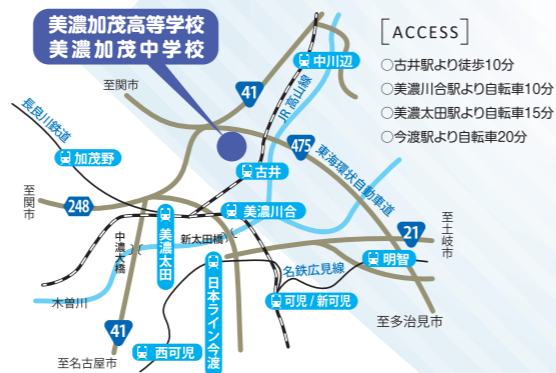 美濃加茂高等学校
美濃加茂中学校
[ACCESS]
○古井駅より徒歩10分
○美濃川合駅より自転車10分
○美濃太田駅より自転車15分
○今渡駅より自転車20分
中川辺
至関市
41
JR高山線
長良川鉄道
加茂野
475
東海環状自動車道
古井
至関市
248
美濃川合
21
至土岐市
中濃大橋
美濃太田
新太田橋
日本ライン今渡
明智
名鉄広見線
木曽川
可児/新可児
至多治見市
41
西可児
至名古屋市